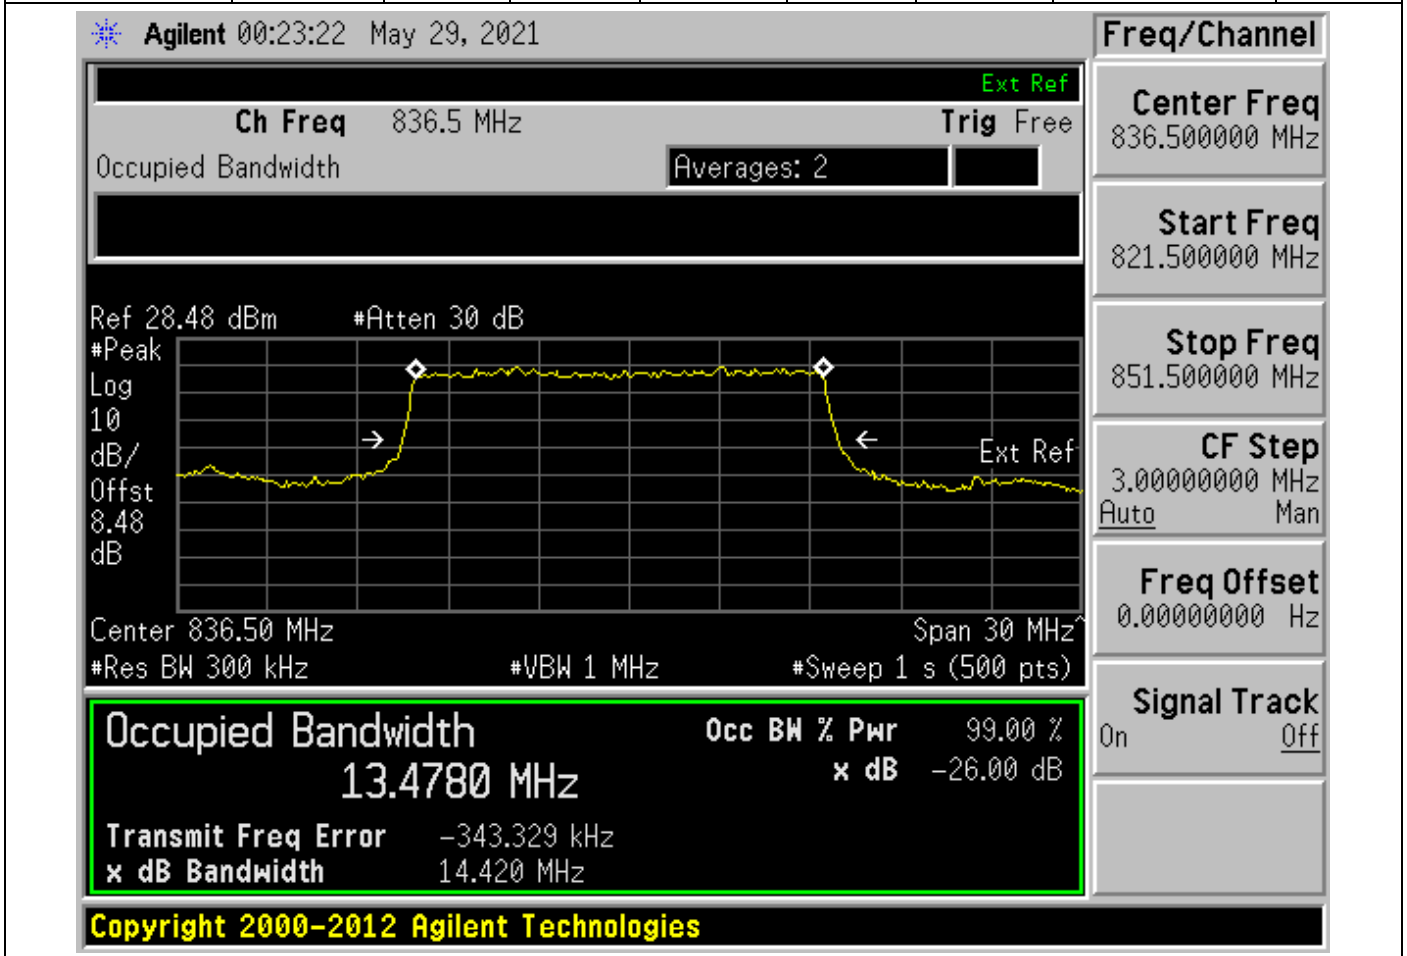 Agilent 00:23:22 May 29, 2021
Freq/Channel
Ext Ref
Ch Freq 836.5 MHz Trig Free
Occupied Bandwidth Averages: 2
Center Freq
836.500000 MHz
Start Freq
821.500000 MHz
Stop Freq
851.500000 MHz
CF Step
3.00000000 MHz
Auto Man
Freq Offset
0.00000000 Hz
Signal Track
On Off
Ref 28.48 dBm #Atten 30 dB
#Peak
Log
10
dB/
Offst
8.48
dB
Ext Ref
Center 836.50 MHz Span 30 MHz^
#Res BW 300 kHz #VBW 1 MHz #Sweep 1 s (500 pts)
Occupied Bandwidth Occ BW % Pwr 99.00 %
13.4780 MHz x dB -26.00 dB
Transmit Freq Error -343.329 kHz
x dB Bandwidth 14.420 MHz
Copyright 2000-2012 Agilent Technologies